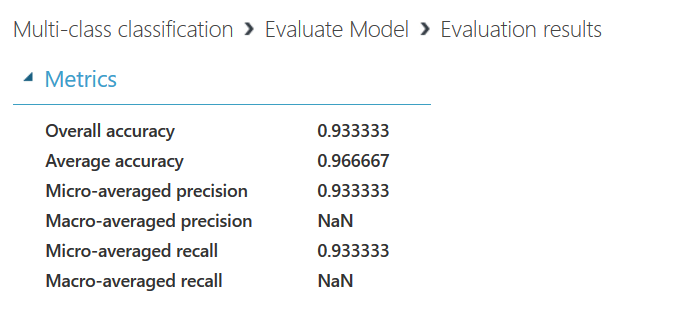 Multi-class classification › Evaluate Model › Evaluation results
Metrics
Overall accuracy 0.933333
Average accuracy 0.966667
Micro-averaged precision 0.933333
Macro-averaged precision NaN
Micro-averaged recall 0.933333
Macro-averaged recall NaN